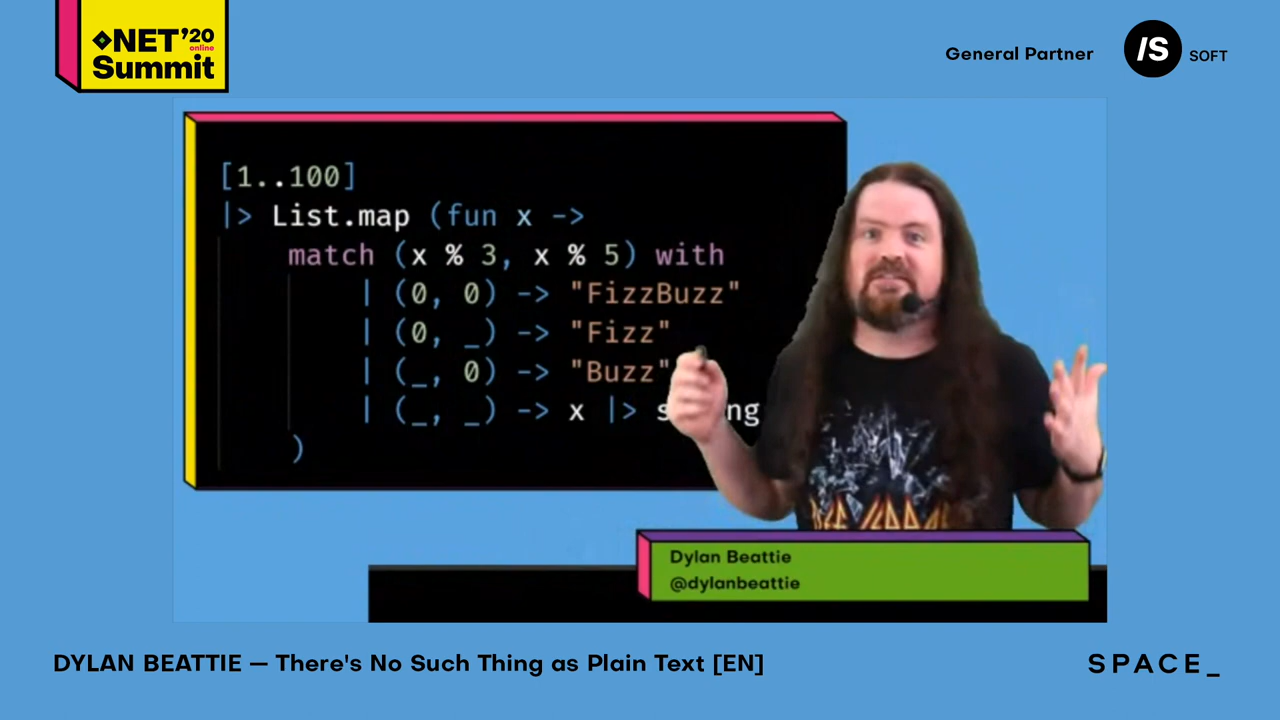 .NET'20
online
Summit
General Partner
/S SOFT
[1..100]
|> List.map (fun x ->
match (x % 3, x % 5) with
| (0, 0) -> "FizzBuzz"
| (0, _) -> "Fizz"
| (_, 0) -> "Buzz"
| (_, _) -> x |>
)
Dylan Beattie
@dylanbeattie
DYLAN BEATTIE — There's No Such Thing as Plain Text [EN]
SPACE_